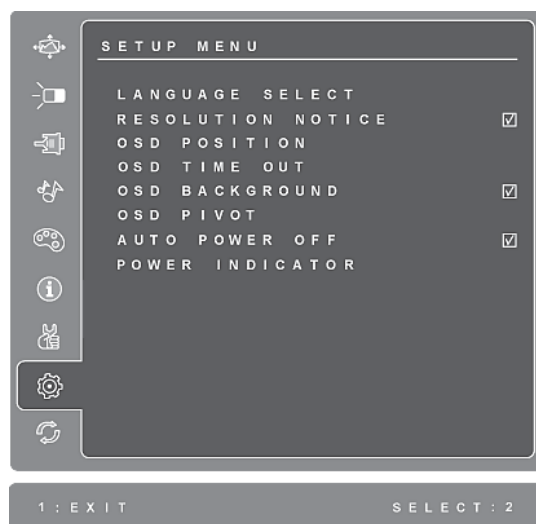 SETUP MENU
LANGUAGE SELECT
RESOLUTION NOTICE ☑
OSD POSITION
OSD TIME OUT
OSD BACKGROUND ☑
OSD PIVOT
AUTO POWER OFF ☑
POWER INDICATOR
1:EXIT SELECT:2